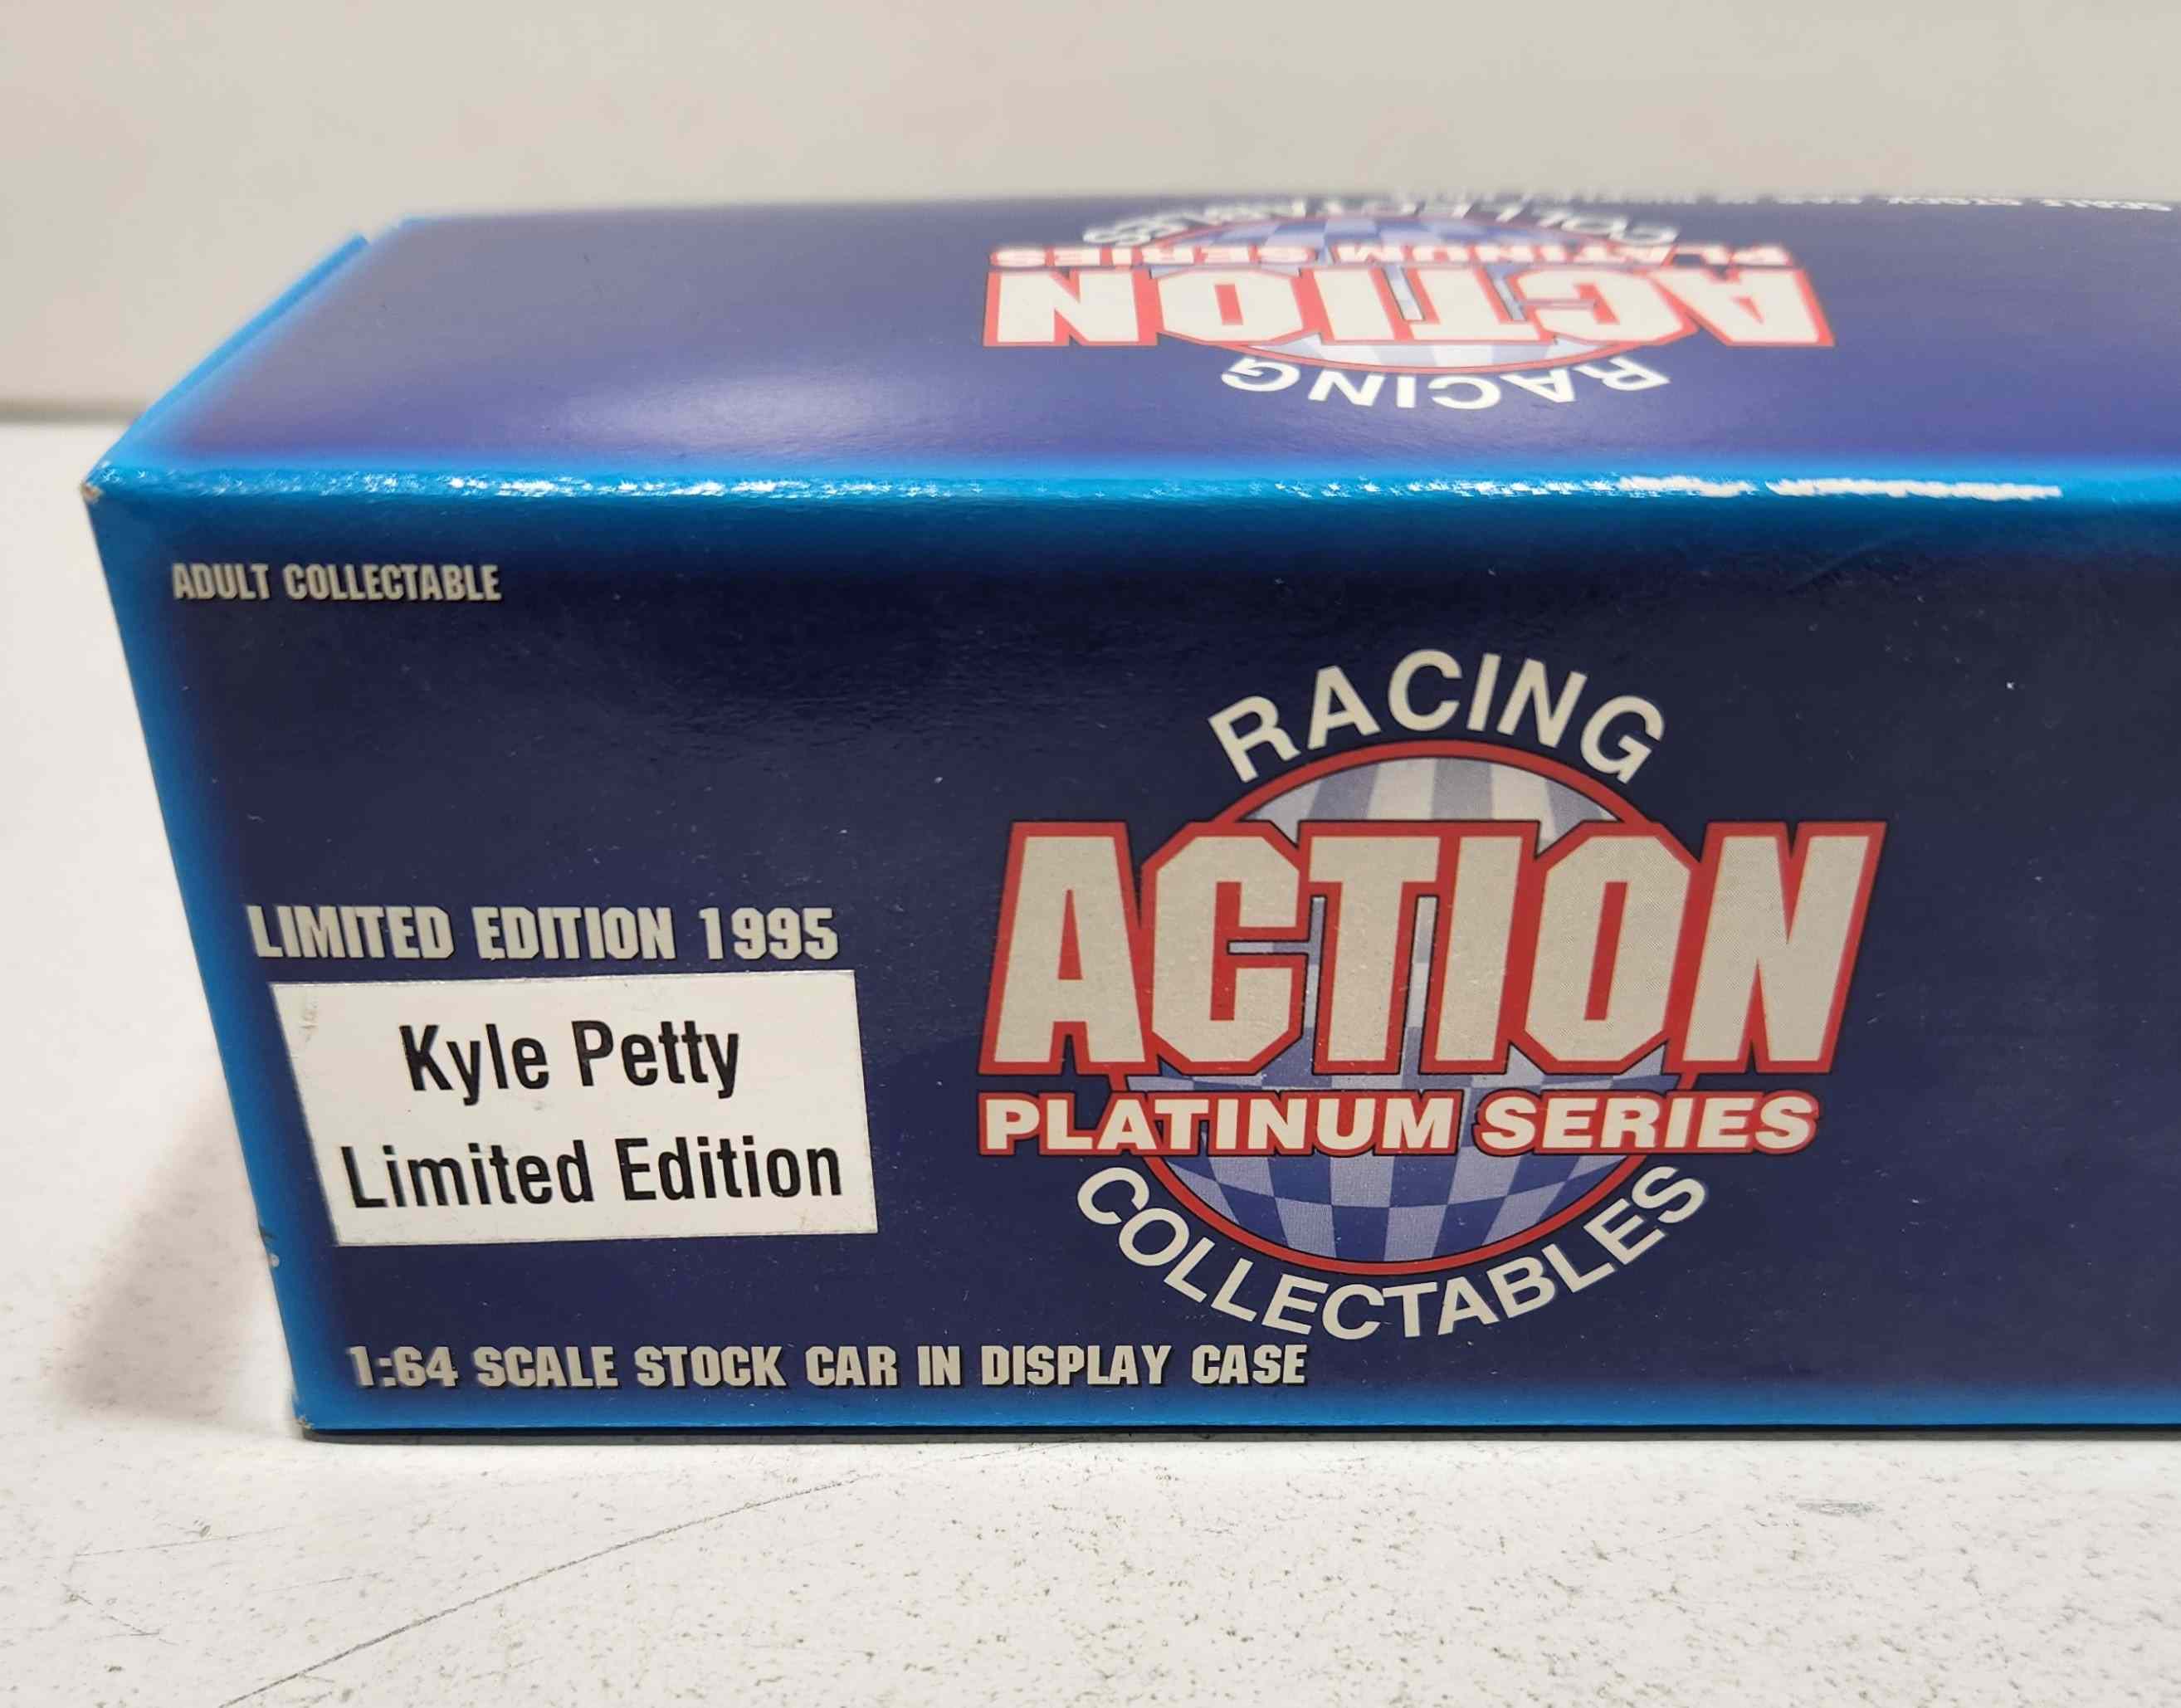 COLLECTABLES
PLATINUM SERIES
ACTION
RACING
ADULT COLLECTABLE
RACING
ACTION
PLATINUM SERIES
COLLECTABLES
LIMITED EDITION 1995
Kyle Petty
Limited Edition
1:64 SCALE STOCK CAR IN DISPLAY CASE